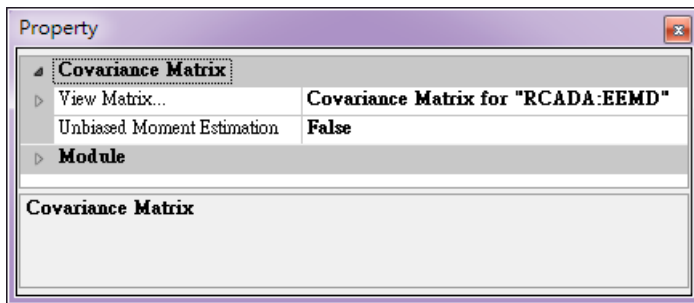 Property
Covariance Matrix
View Matrix... Covariance Matrix for "RCADA:EEMD"
Unbiased Moment Estimation False
Module
Covariance Matrix